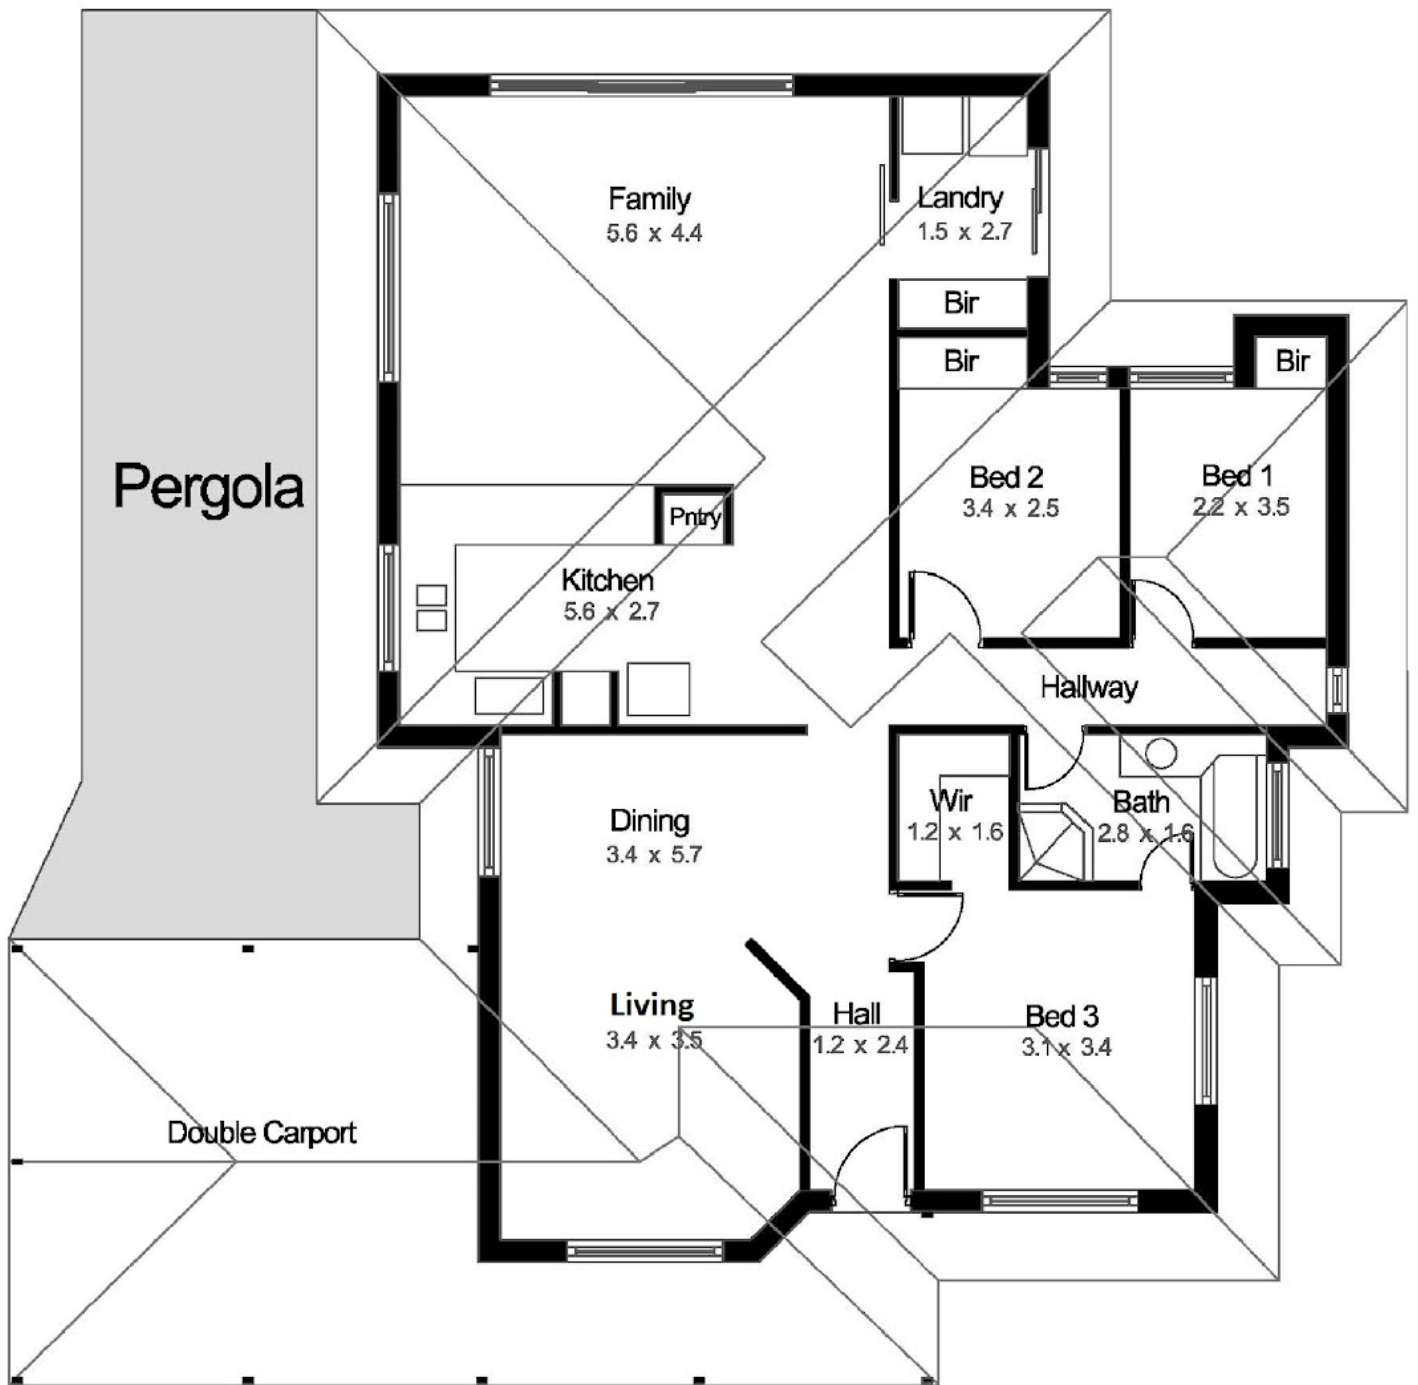 Family
5.6 x 4.4
Landry
1.5 x 2.7
Bir
Bir
Bir
Pergola
Bed 2
3.4 x 2.5
Bed 1
2.2 x 3.5
Pntry
Kitchen
5.6 x 2.7
Hallway
Dining
3.4 x 5.7
Wir
1.2 x 1.6
Bath
2.8 x 1.6
Living
3.4 x 3.5
Hall
1.2 x 2.4
Bed 3
3.1 x 3.4
Double Carport